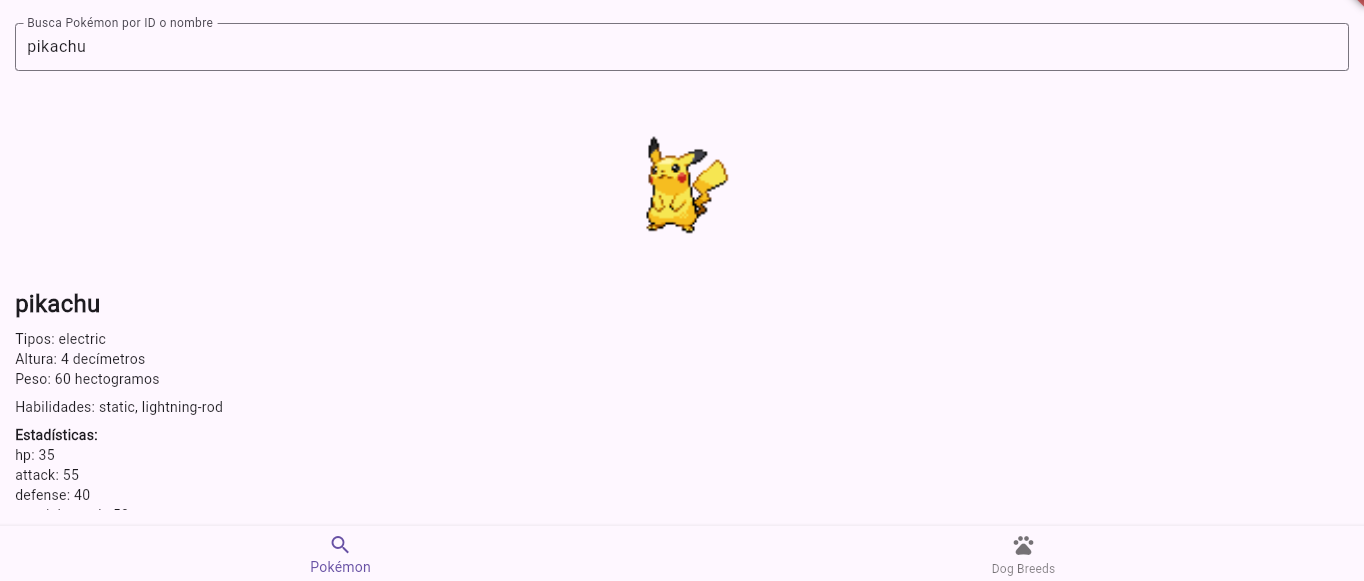 Busca Pokémon por ID o nombre
pikachu
pikachu
Tipos: electric
Altura: 4 decímetros
Peso: 60 hectogramos
Habilidades: static, lightning-rod
Estadísticas:
hp: 35
attack: 55
defense: 40
Pokémon
Dog Breeds